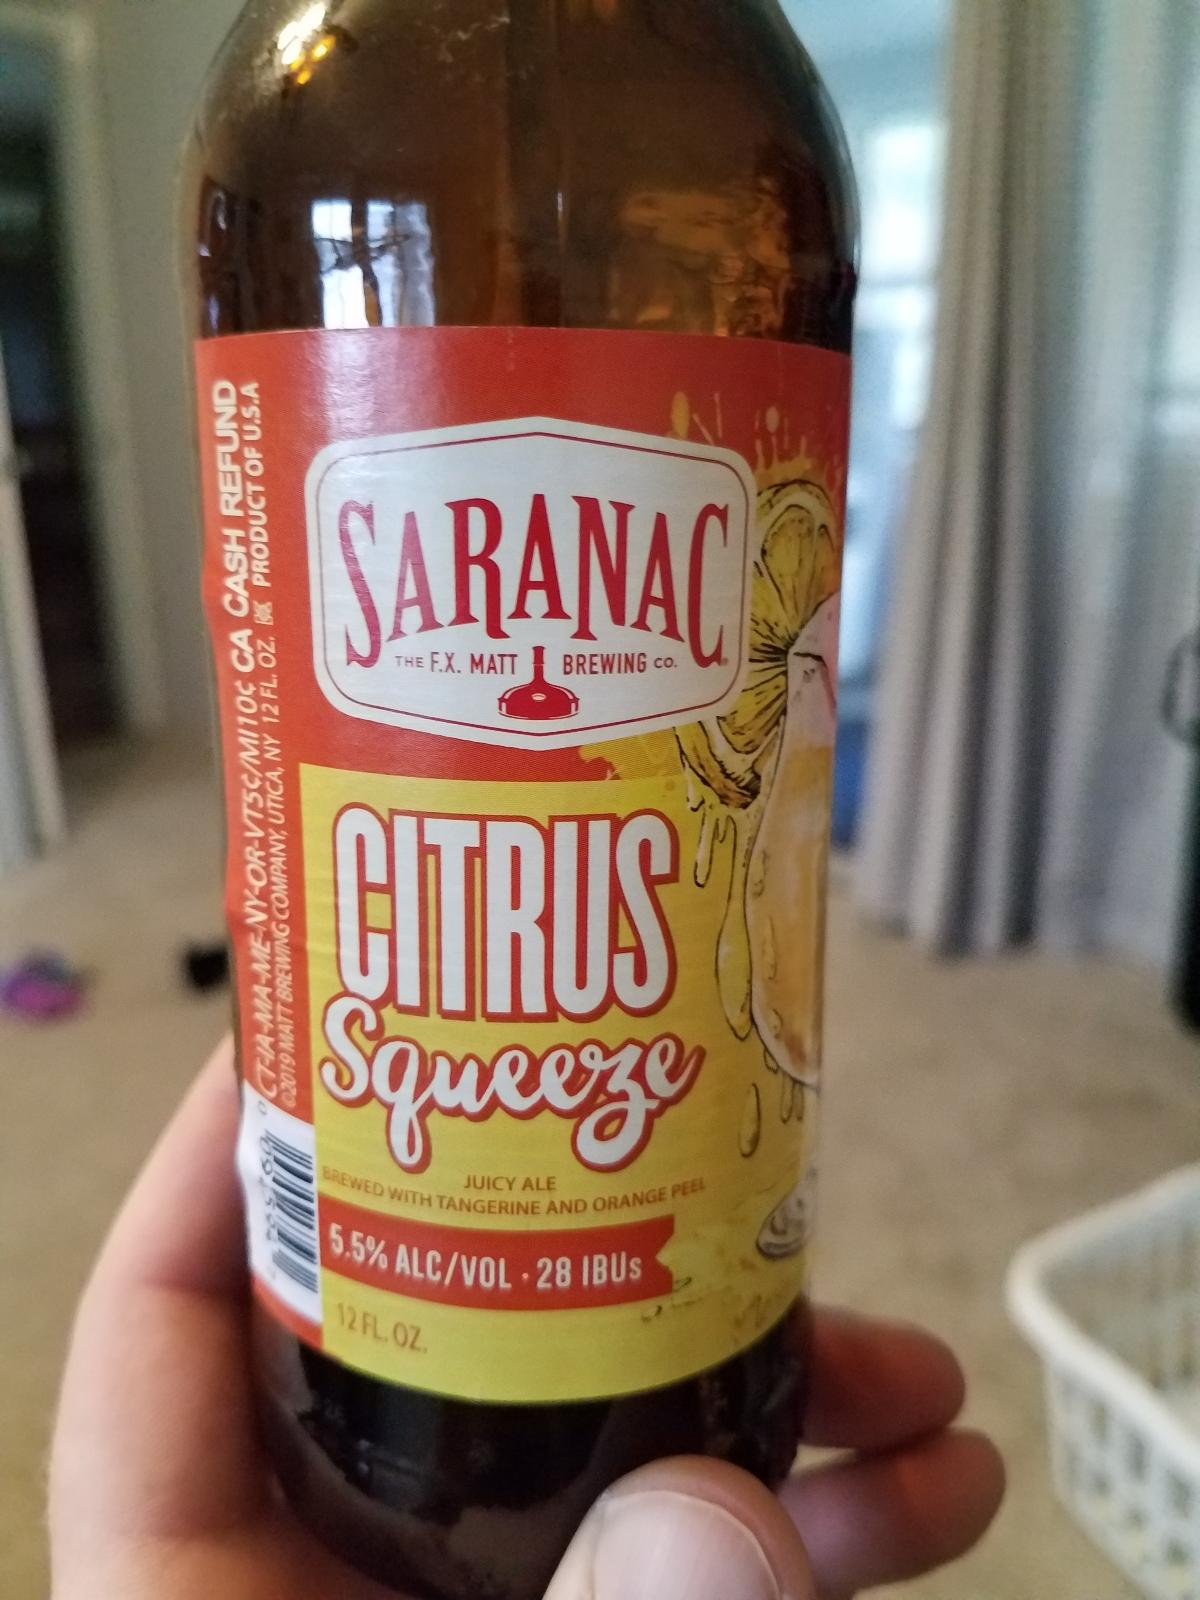 SARANAC
THE F.X. MATT BREWING CO.
CITRUS
Squeeze
JUICY ALE
BREWED WITH TANGERINE AND ORANGE PEEL
5.5% ALC/VOL · 28 IBUs
12 FL. OZ.
CT-IA-MA-ME-NY-OR-VT5¢/MI10¢ CA CASH REFUND
©2019 MATT BREWING COMPANY, UTICA, NY 12 FL. OZ. PRODUCT OF U.S.A